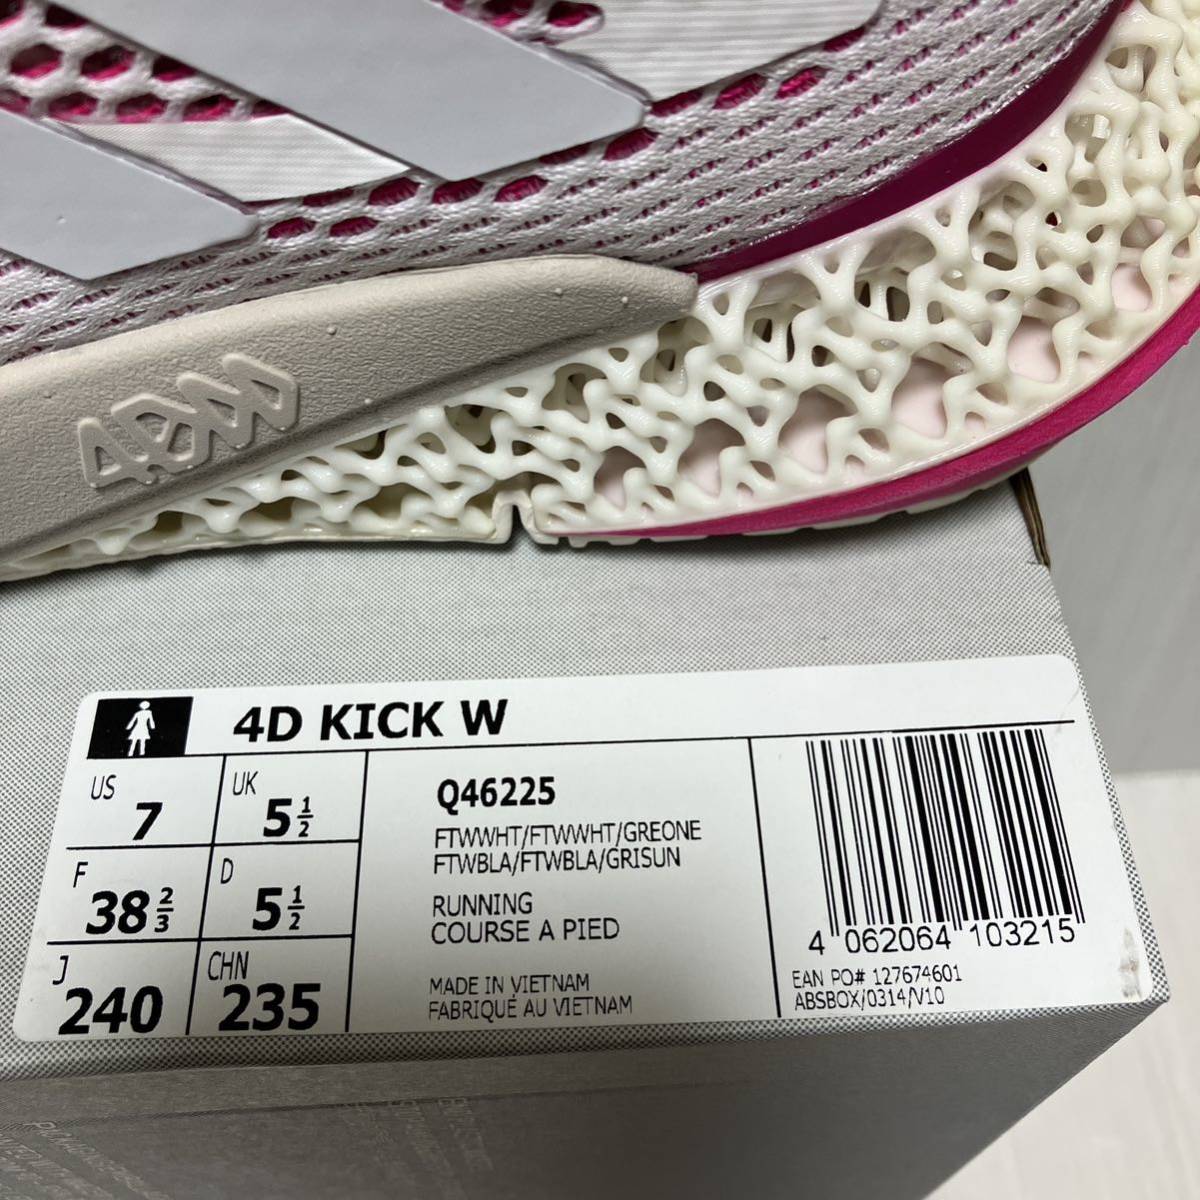 4DFWD
4D KICK W
US 7
UK 5 1/2
F 38 2/3
D 5 1/2
J 240
CHN 235
Q46225
FTWWHT/FTWWHT/GREONE
FTWBLA/FTWBLA/GRISUN
RUNNING
COURSE A PIED
MADE IN VIETNAM
FABRIQUÉ AU VIETNAM
4 062064 103215
EAN PO# 127674601
ABSBOX/0314/V10